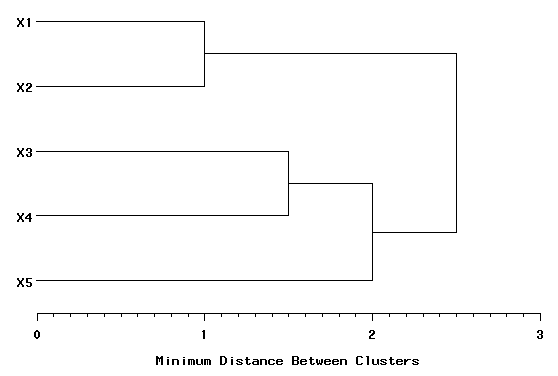 X1
X2
X3
X4
X5
0 1 2 3
Minimum Distance Between Clusters